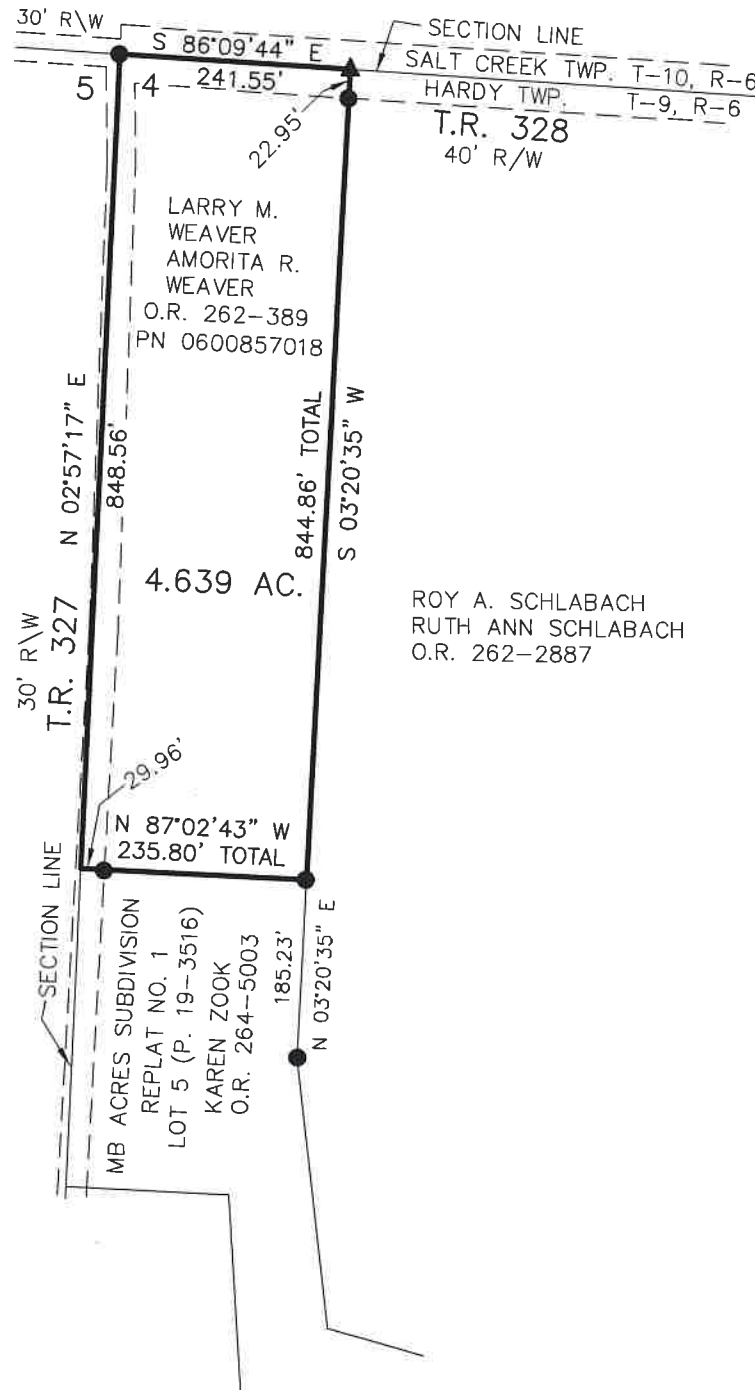 30' R\W
SECTION LINE
S 86°09'44" E
SALT CREEK TWP. T-10, R-6
5 4
241.55'
HARDY TWP. T-9, R-6
22.95'
T.R. 328
40' R/W
LARRY M.
WEAVER
AMORITA R.
WEAVER
O.R. 262-389
PN 0600857018
N 02°57'17" E
848.56'
844.86' TOTAL
S 03°20'35" W
4.639 AC.
ROY A. SCHLABACH
RUTH ANN SCHLABACH
O.R. 262-2887
30' R\W
T.R. 327
29.96'
N 87°02'43" W
235.80' TOTAL
SECTION LINE
MB ACRES SUBDIVISION
REPLAT NO. 1
LOT 5 (P. 19-3516)
KAREN ZOOK
O.R. 264-5003
185.23'
N 03°20'35" E